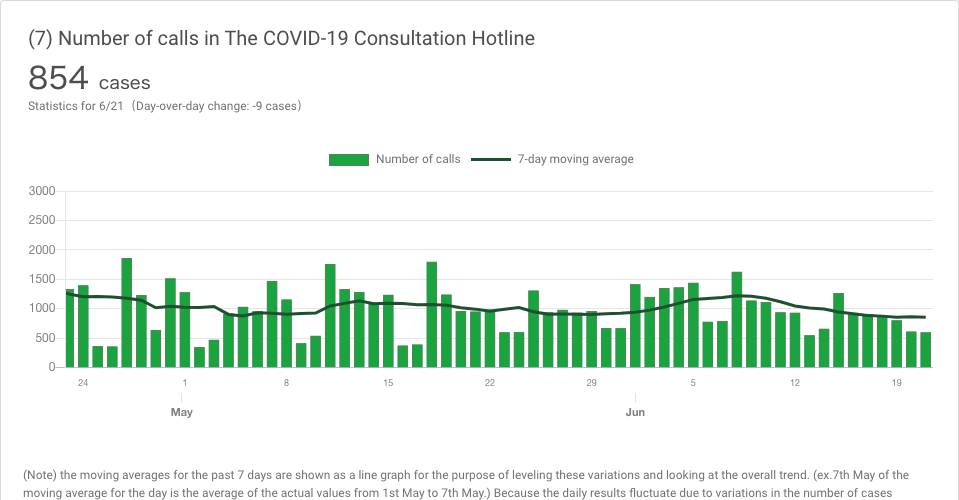 (7) Number of calls in The COVID-19 Consultation Hotline
854 cases
Statistics for 6/21（Day-over-day change: -9 cases）
Number of calls 7-day moving average
3000
2500
2000
1500
1000
500
0
24 1 8 15 22 29 5 12 19
May Jun
(Note) the moving averages for the past 7 days are shown as a line graph for the purpose of leveling these variations and looking at the overall trend. (ex.7th May of the
moving average for the day is the average of the actual values from 1st May to 7th May.) Because the daily results fluctuate due to variations in the number of cases